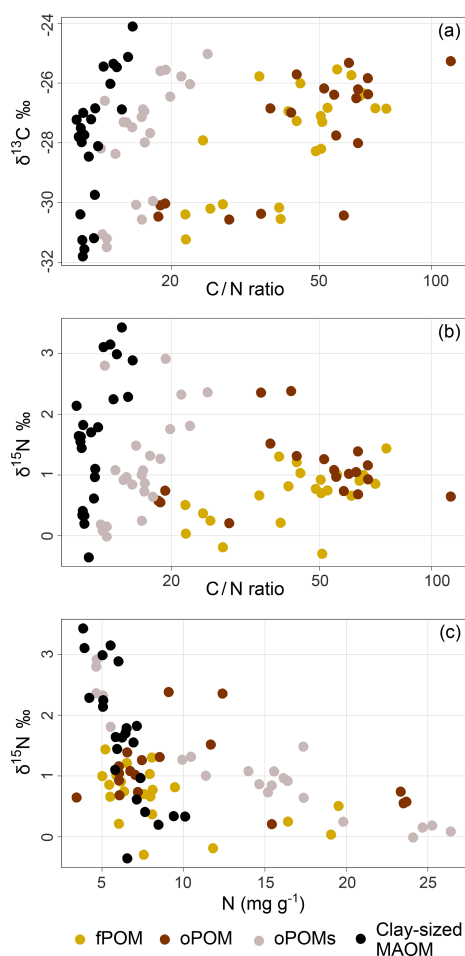 (a)
-24
-26
-28
-30
-32
δ¹³C ‰
20 50 100
C/N ratio
(b)
3
2
1
0
δ¹⁵N ‰
20 50 100
C/N ratio
(c)
3
2
1
0
δ¹⁵N ‰
5 10 15 20 25
N (mg g⁻¹)
fPOM oPOM oPOMs Clay-sized
MAOM